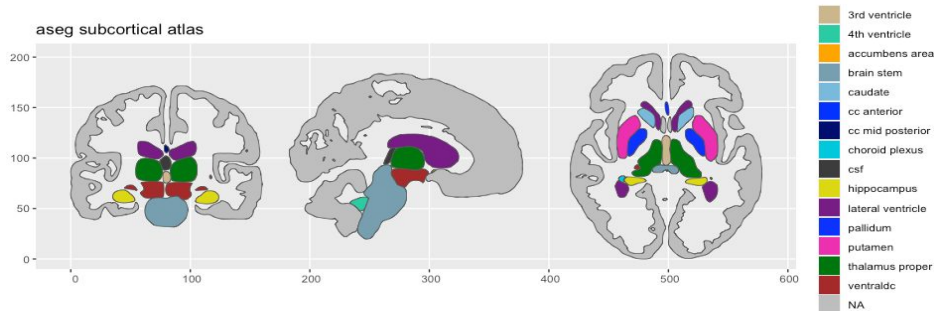 aseg subcortical atlas
200
150
100
50
0
0
100
200
300
400
500
600
3rd ventricle
4th ventricle
accumbens area
brain stem
caudate
cc anterior
cc mid posterior
choroid plexus
csf
hippocampus
lateral ventricle
pallidum
putamen
thalamus proper
ventraldc
NA